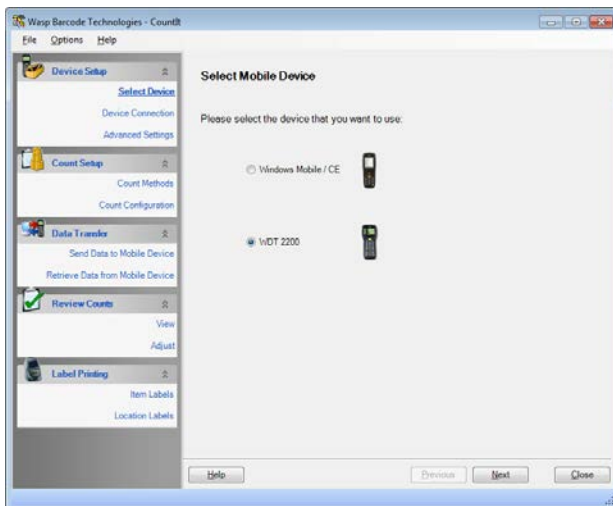 Wasp Barcode Technologies - CountIt
File Options Help
Device Setup
Select Device
Device Connection
Advanced Settings
Count Setup
Count Methods
Count Configuration
Data Transfer
Send Data to Mobile Device
Retrieve Data from Mobile Device
Review Counts
View
Adjust
Label Printing
Item Labels
Location Labels
Select Mobile Device
Please select the device that you want to use:
Windows Mobile / CE
WDT 2200
Help Previous Next Close